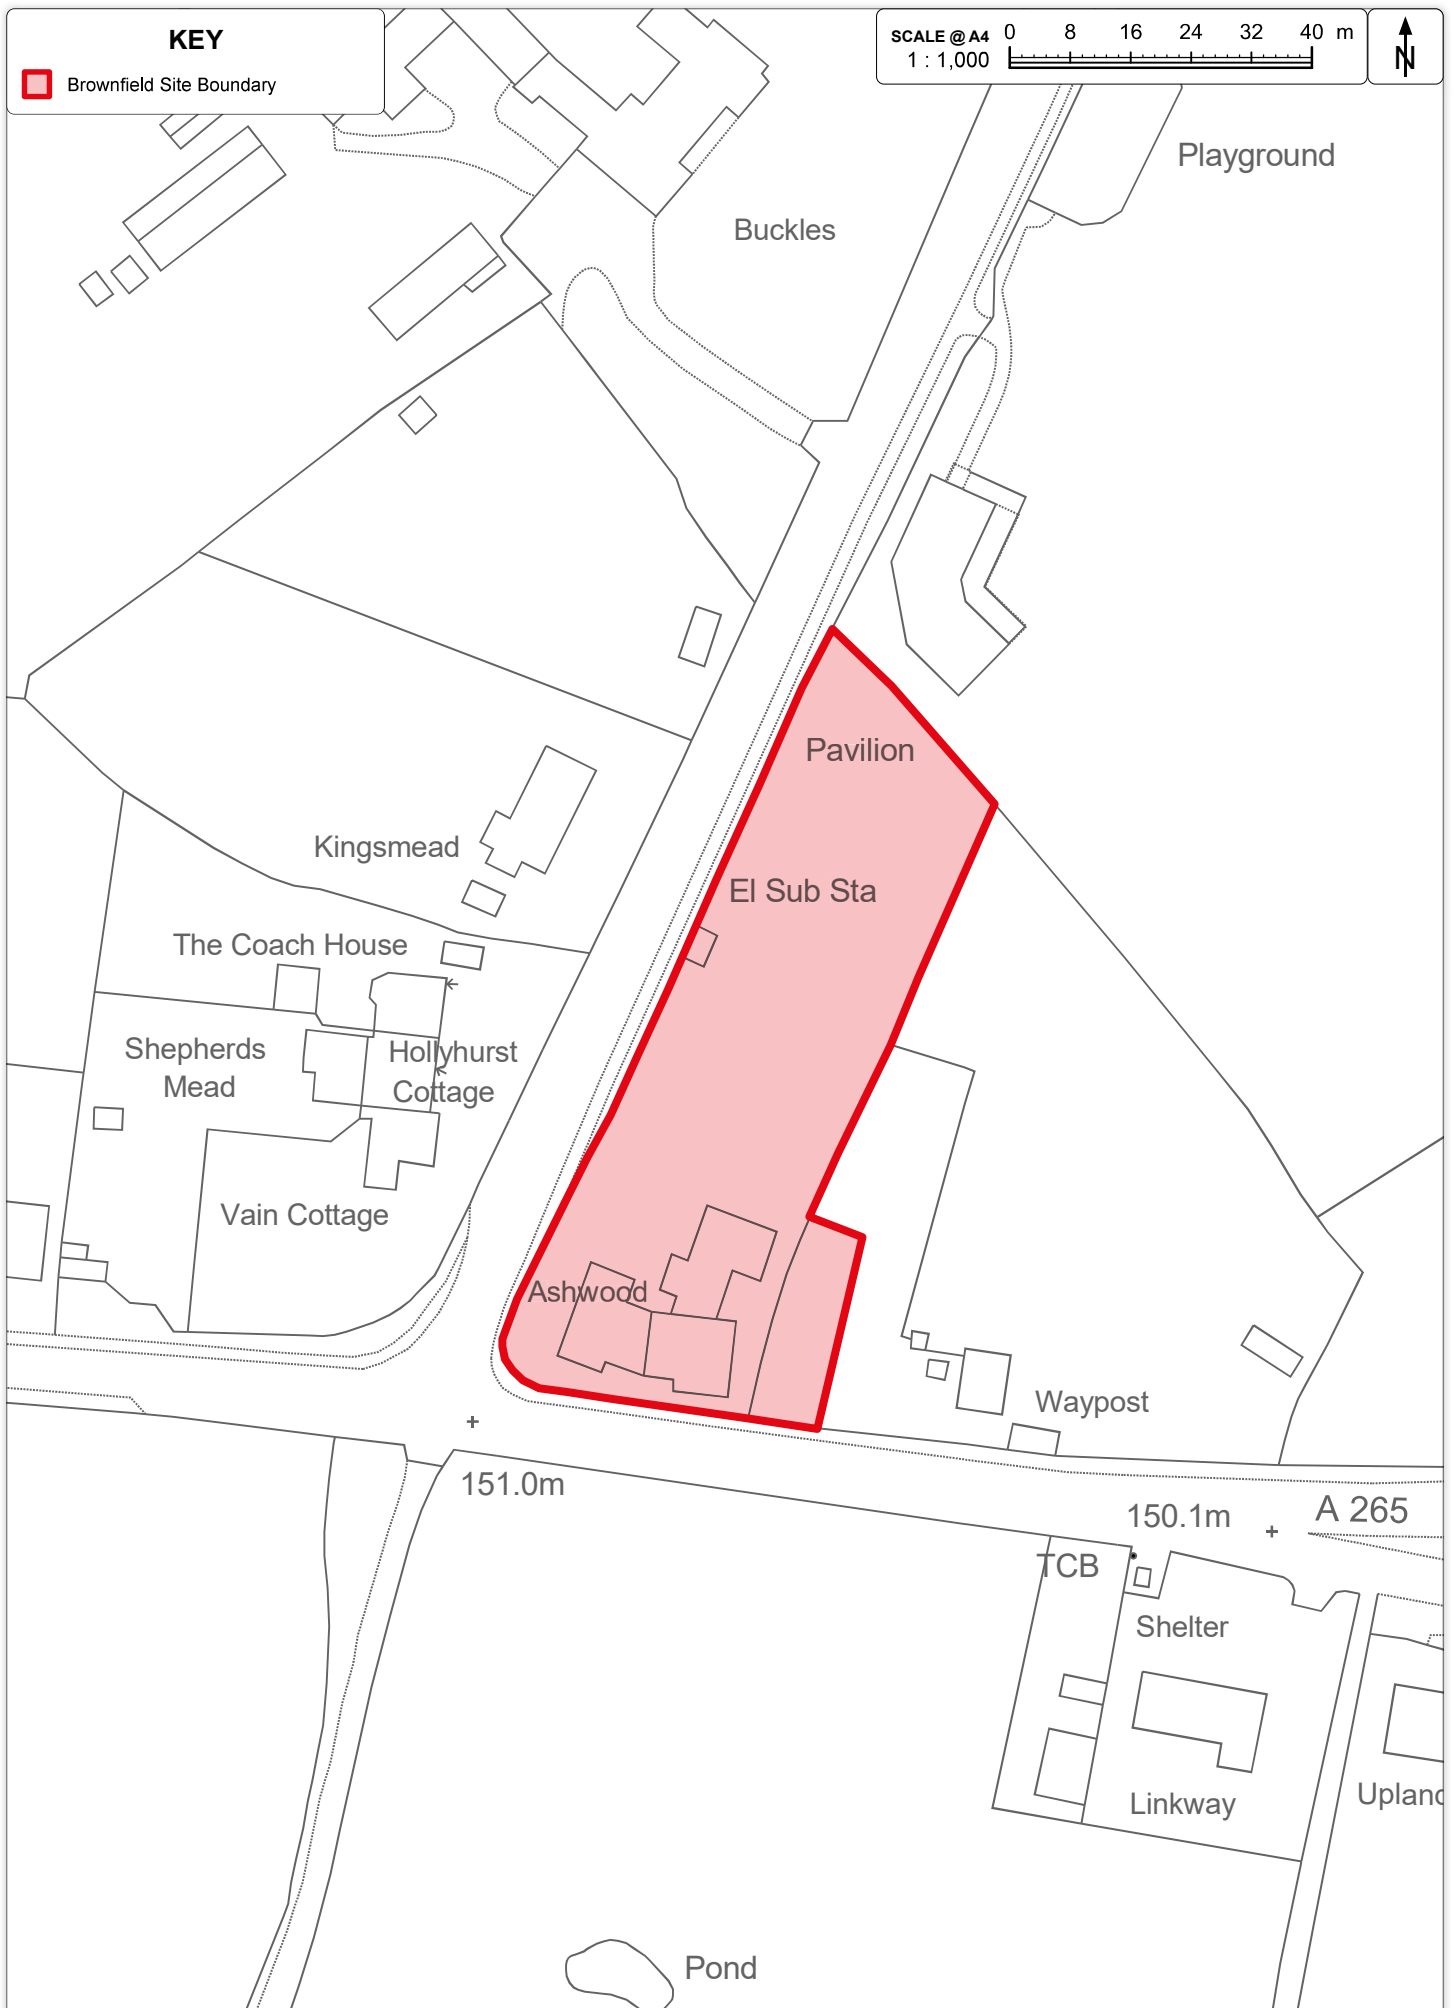 KEY
Brownfield Site Boundary
SCALE @ A4
1 : 1,000
0 8 16 24 32 40 m
N
Playground
Buckles
Pavilion
Kingsmead
El Sub Sta
The Coach House
Shepherds
Mead
Hollyhurst
Cottage
Vain Cottage
Ashwood
Waypost
151.0m
150.1m
A 265
TCB
Shelter
Linkway
Upland
Pond